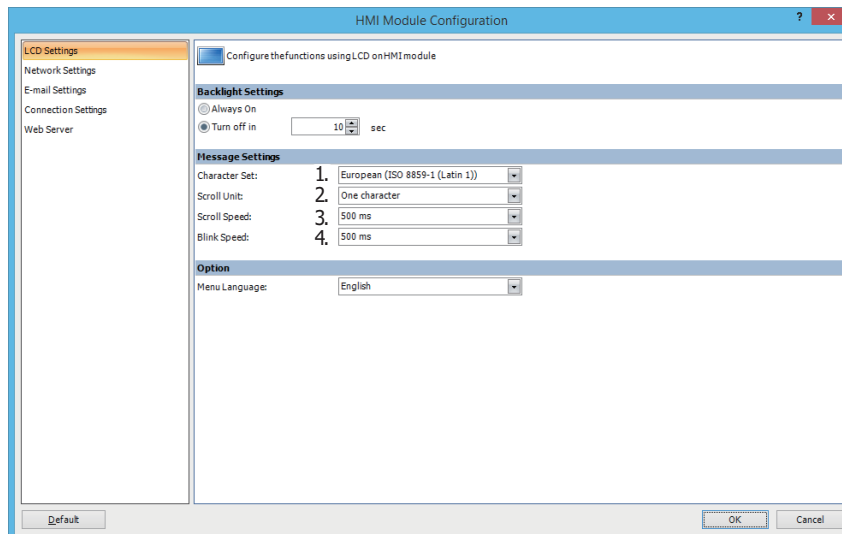 HMI Module Configuration
? ×
LCD Settings
Network Settings
E-mail Settings
Connection Settings
Web Server
Configure the functions using LCD on HMI module
Backlight Settings
Always On
Turn off in 10 sec
Message Settings
Character Set: 1. European (ISO 8859-1 (Latin 1))
Scroll Unit: 2. One character
Scroll Speed: 3. 500 ms
Blink Speed: 4. 500 ms
Option
Menu Language: English
Default OK Cancel